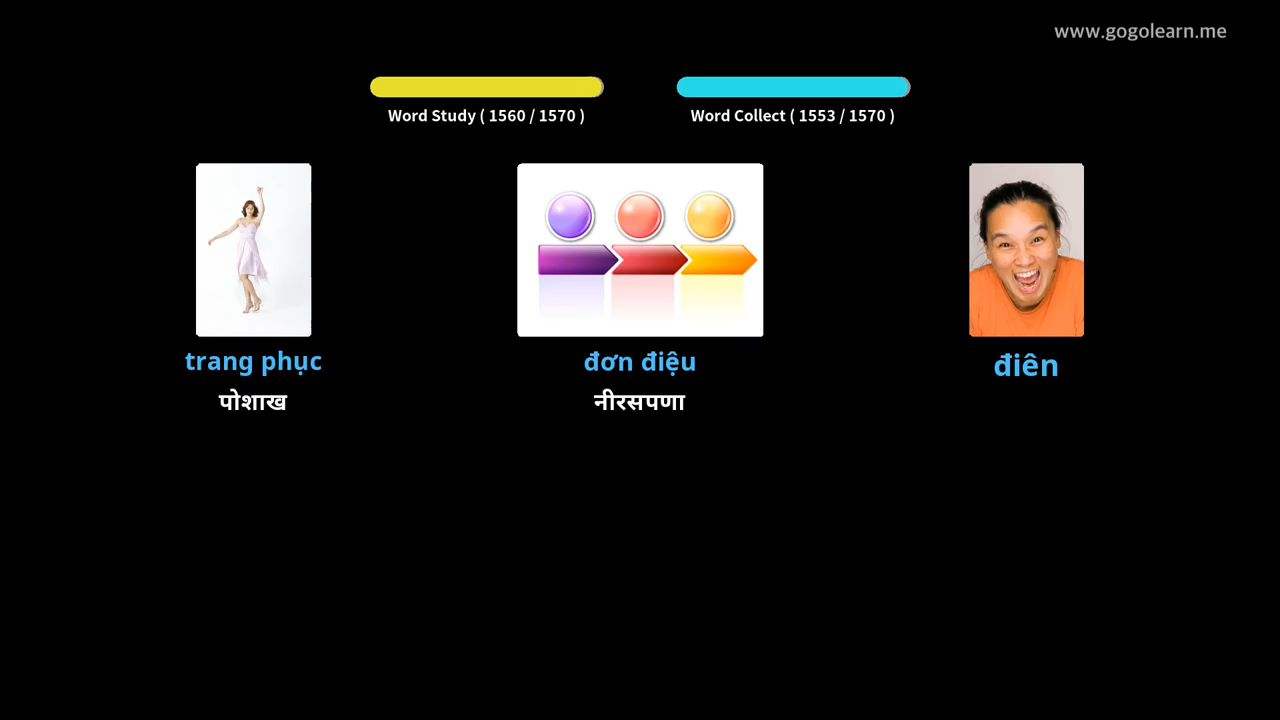 www.gogolearn.me
Word Study ( 1560 / 1570 )
Word Collect ( 1553 / 1570 )
trang phục
पोशाख
đơn điệu
नीरसपणा
điên